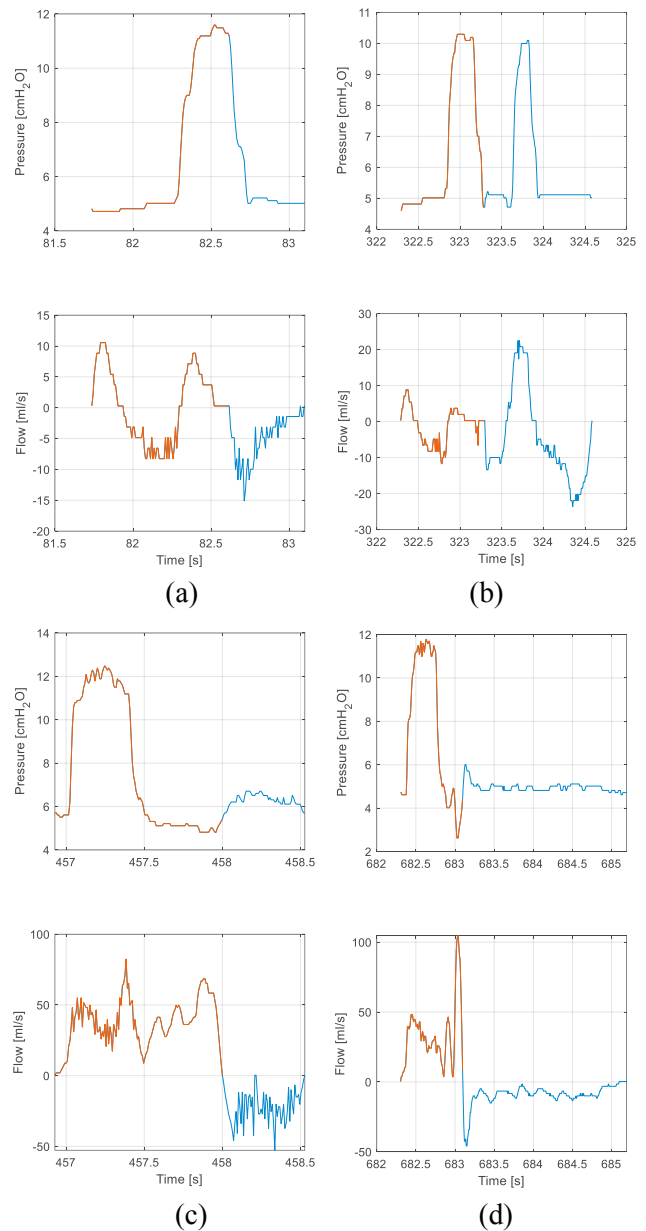 12
10
8
6
4
Pressure [cmH2O]
81.5 82 82.5 83
11
10
9
8
7
6
5
4
Pressure [cmH2O]
322 322.5 323 323.5 324 324.5 325
15
10
5
0
-5
-10
-15
-20
Flow [ml/s]
81.5 82 82.5 83
Time [s]
30
20
10
0
-10
-20
-30
Flow [ml/s]
322 322.5 323 323.5 324 324.5 325
Time [s]
(a) (b)
14
12
10
8
6
4
Pressure [cmH2O]
457 457.5 458 458.5
12
10
8
6
4
2
Pressure [cmH2O]
682 682.5 683 683.5 684 684.5 685
100
50
0
-50
Flow [ml/s]
457 457.5 458 458.5
Time [s]
100
50
0
-50
Flow [ml/s]
682 682.5 683 683.5 684 684.5 685
Time [s]
(c) (d)